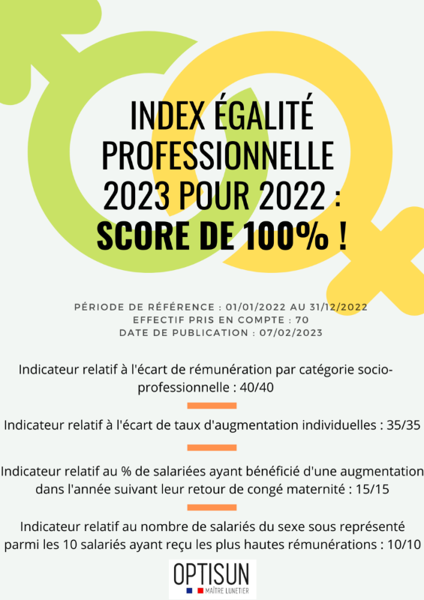 INDEX ÉGALITÉ
PROFESSIONNELLE
2023 POUR 2022 :
SCORE DE 100% !
PÉRIODE DE RÉFÉRENCE : 01/01/2022 AU 31/12/2022
EFFECTIF PRIS EN COMPTE : 70
DATE DE PUBLICATION : 07/02/2023
Indicateur relatif à l'écart de rémunération par catégorie socio-
professionnelle : 40/40
Indicateur relatif à l'écart de taux d'augmentation individuelles : 35/35
Indicateur relatif au % de salariées ayant bénéficié d'une augmentation
dans l'année suivant leur retour de congé maternité : 15/15
Indicateur relatif au nombre de salariés du sexe sous représenté
parmi les 10 salariés ayant reçu les plus hautes rémunérations : 10/10
OPTISUN
MAÎTRE LUNETIER